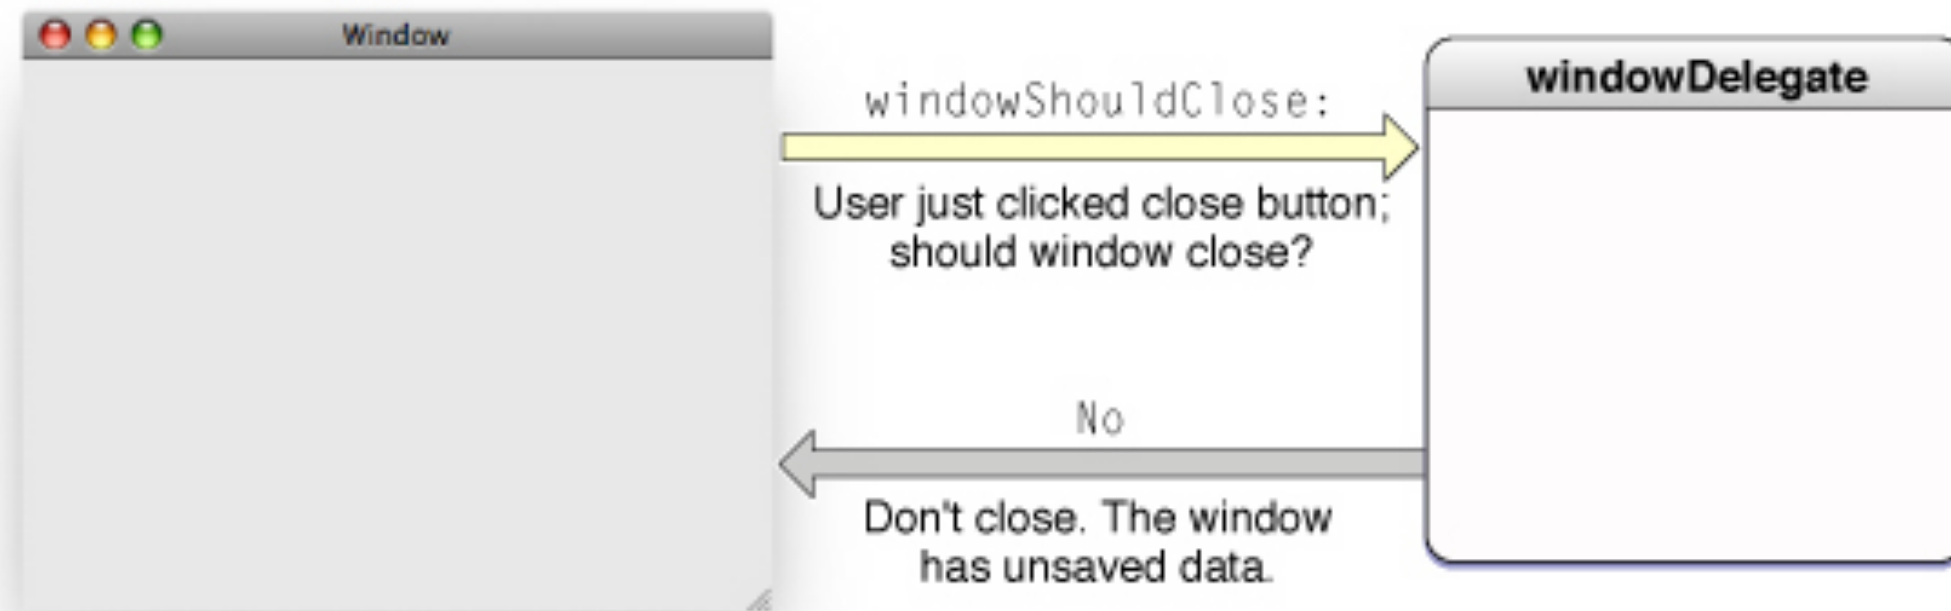 Window
windowShouldClose:
User just clicked close button;
should window close?
windowDelegate
No
Don't close. The window
has unsaved data.